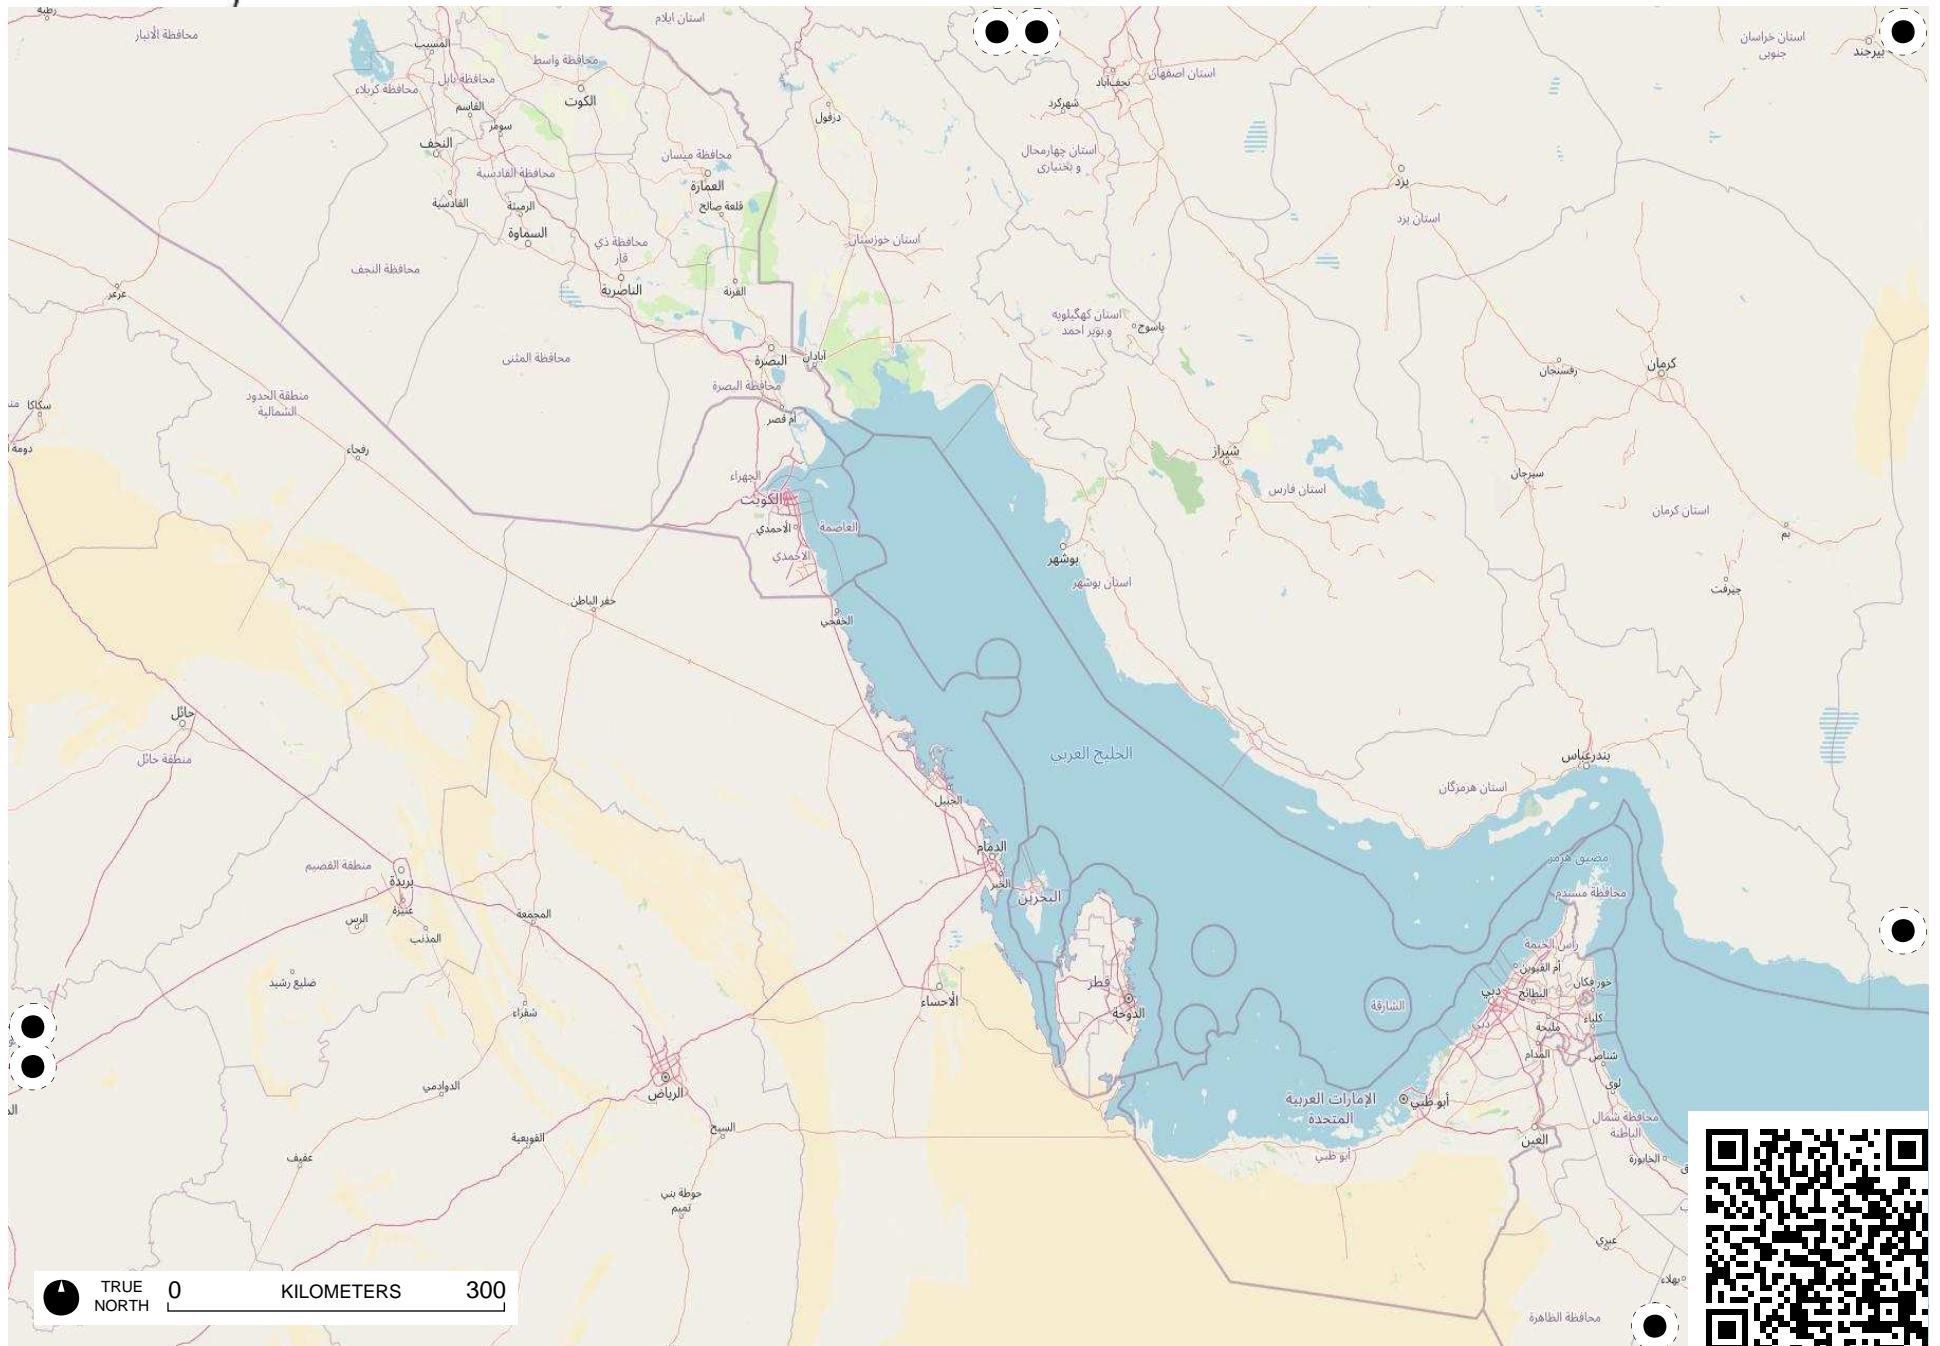 استان ایلام
محافظة الأنبار
استان خراسان
جنوبی
بیرجند
المسيب
محافظة واسط
محافظة بابل
محافظة كربلاء
الكوت
القاسم
نجف‌آباد
استان اصفهان
شهرکرد
دزفول
سومر
النجف
محافظة ميسان
استان چهارمحال
و بختیاری
محافظة القادسية
العمارة
یزد
القادسية
الرميثة
قلعة صالح
استان یزد
السماوة
محافظة ذي
قار
استان خوزستان
محافظة النجف
الناصرية
القرنة
عرعر
استان کهگیلویه
و بویر احمد
یاسوج
محافظة المثنى
البصرة
آبادان
رفسنجان
کرمان
محافظة البصرة
منطقة الحدود
الشمالية
سكاكا
أم قصر
دومة
رفحاء
شیراز
سیرجان
الجهراء
الكويت
استان فارس
استان کرمان
الأحمدي
العاصمة
بم
الأحمدي
بوشهر
استان بوشهر
جیرفت
حفر الباطن
الخفجي
حائل
الخليج العربي
منطقة حائل
بندرعباس
استان هرمزگان
الجبيل
الدمام
مضيق هرمز
منطقة القصيم
بريدة
الخبر
البحرين
محافظة مسندم
عنيزة
الرس
المجمعة
المذنب
رأس الخيمة
أم القيوين
ضليع رشيد
قطر
خور فكان
دبي
البطائح
الأحساء
الشارقة
شقراء
الدوحة
كلباء
دبي
مليحة
المدام
شناص
الدوادمي
الرياض
لوى
الإمارات العربية
المتحدة
أبو ظبي
محافظة شمال
الباطنة
السيح
القويعية
العين
عفيف
أبو ظبي
الخابورة
حوطة بني
تميم
عبري
بهلاء
محافظة الظاهرة
TRUE
NORTH
0 KILOMETERS 300